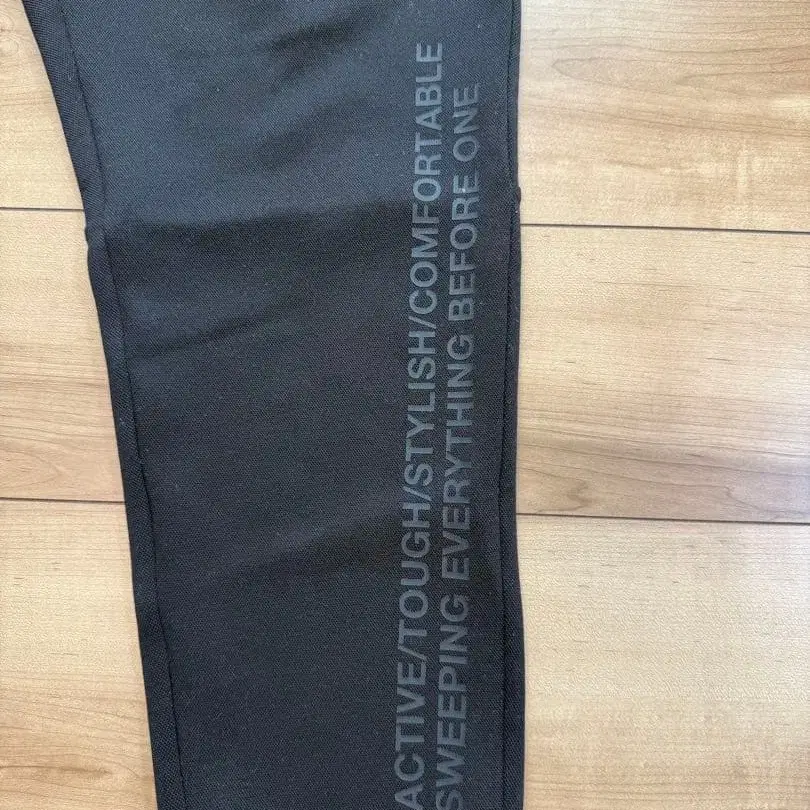 ACTIVE/TOUGH/STYLISH/COMFORTABLE
SWEEPING EVERYTHING BEFORE ONE